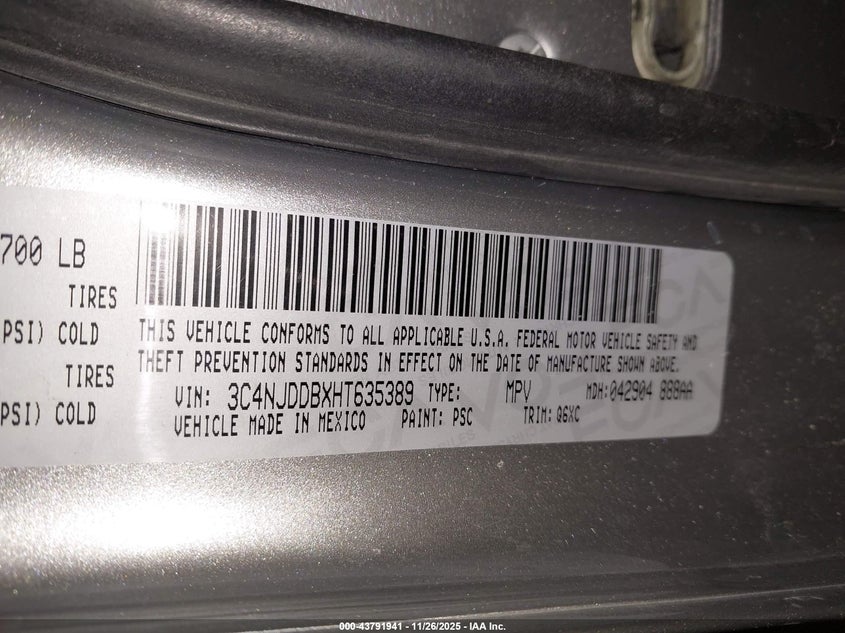 700 LB
TIRES
PSI) COLD
TIRES
PSI) COLD
THIS VEHICLE CONFORMS TO ALL APPLICABLE U.S.A. FEDERAL MOTOR VEHICLE SAFETY AND
THEFT PREVENTION STANDARDS IN EFFECT ON THE DATE OF MANUFACTURE SHOWN ABOVE.
VIN: 3C4NJDDBXHT635389 TYPE: MPV MDH:042904 888AA
VEHICLE MADE IN MEXICO PAINT: PSC TRIM: Q6XC
000-43791941 - 11/26/2025 - IAA Inc.